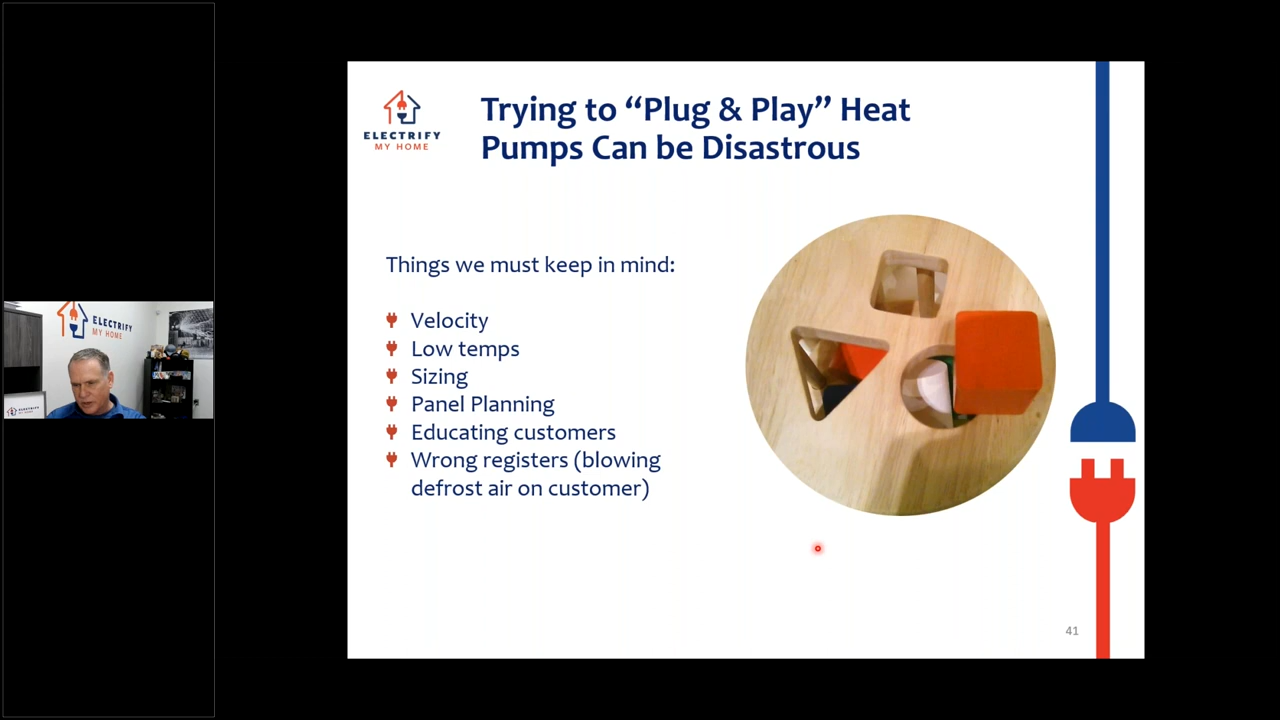 ELECTRIFY
MY HOME
Trying to “Plug & Play” Heat
Pumps Can be Disastrous
Things we must keep in mind:
Velocity
Low temps
Sizing
Panel Planning
Educating customers
Wrong registers (blowing
defrost air on customer)
41
ELECTRIFY
MY HOME
ELECTRIFY